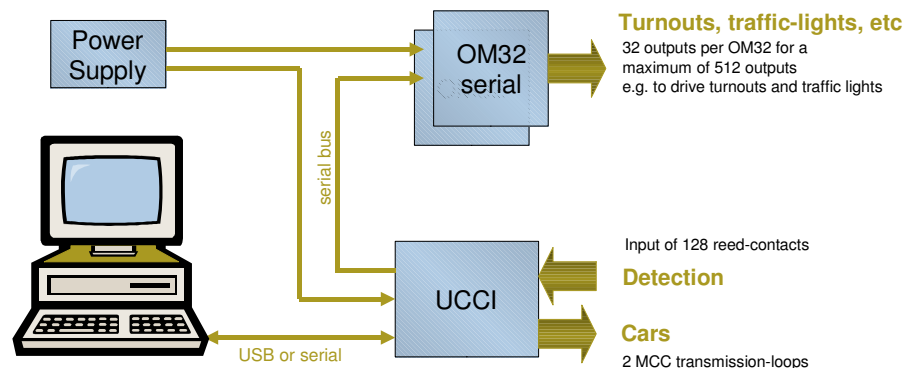 Power
Supply
OM32
serial
Turnouts, traffic-lights, etc
32 outputs per OM32 for a
maximum of 512 outputs
e.g. to drive turnouts and traffic lights
serial bus
Input of 128 reed-contacts
Detection
UCCI
Cars
USB or serial
2 MCC transmission-loops